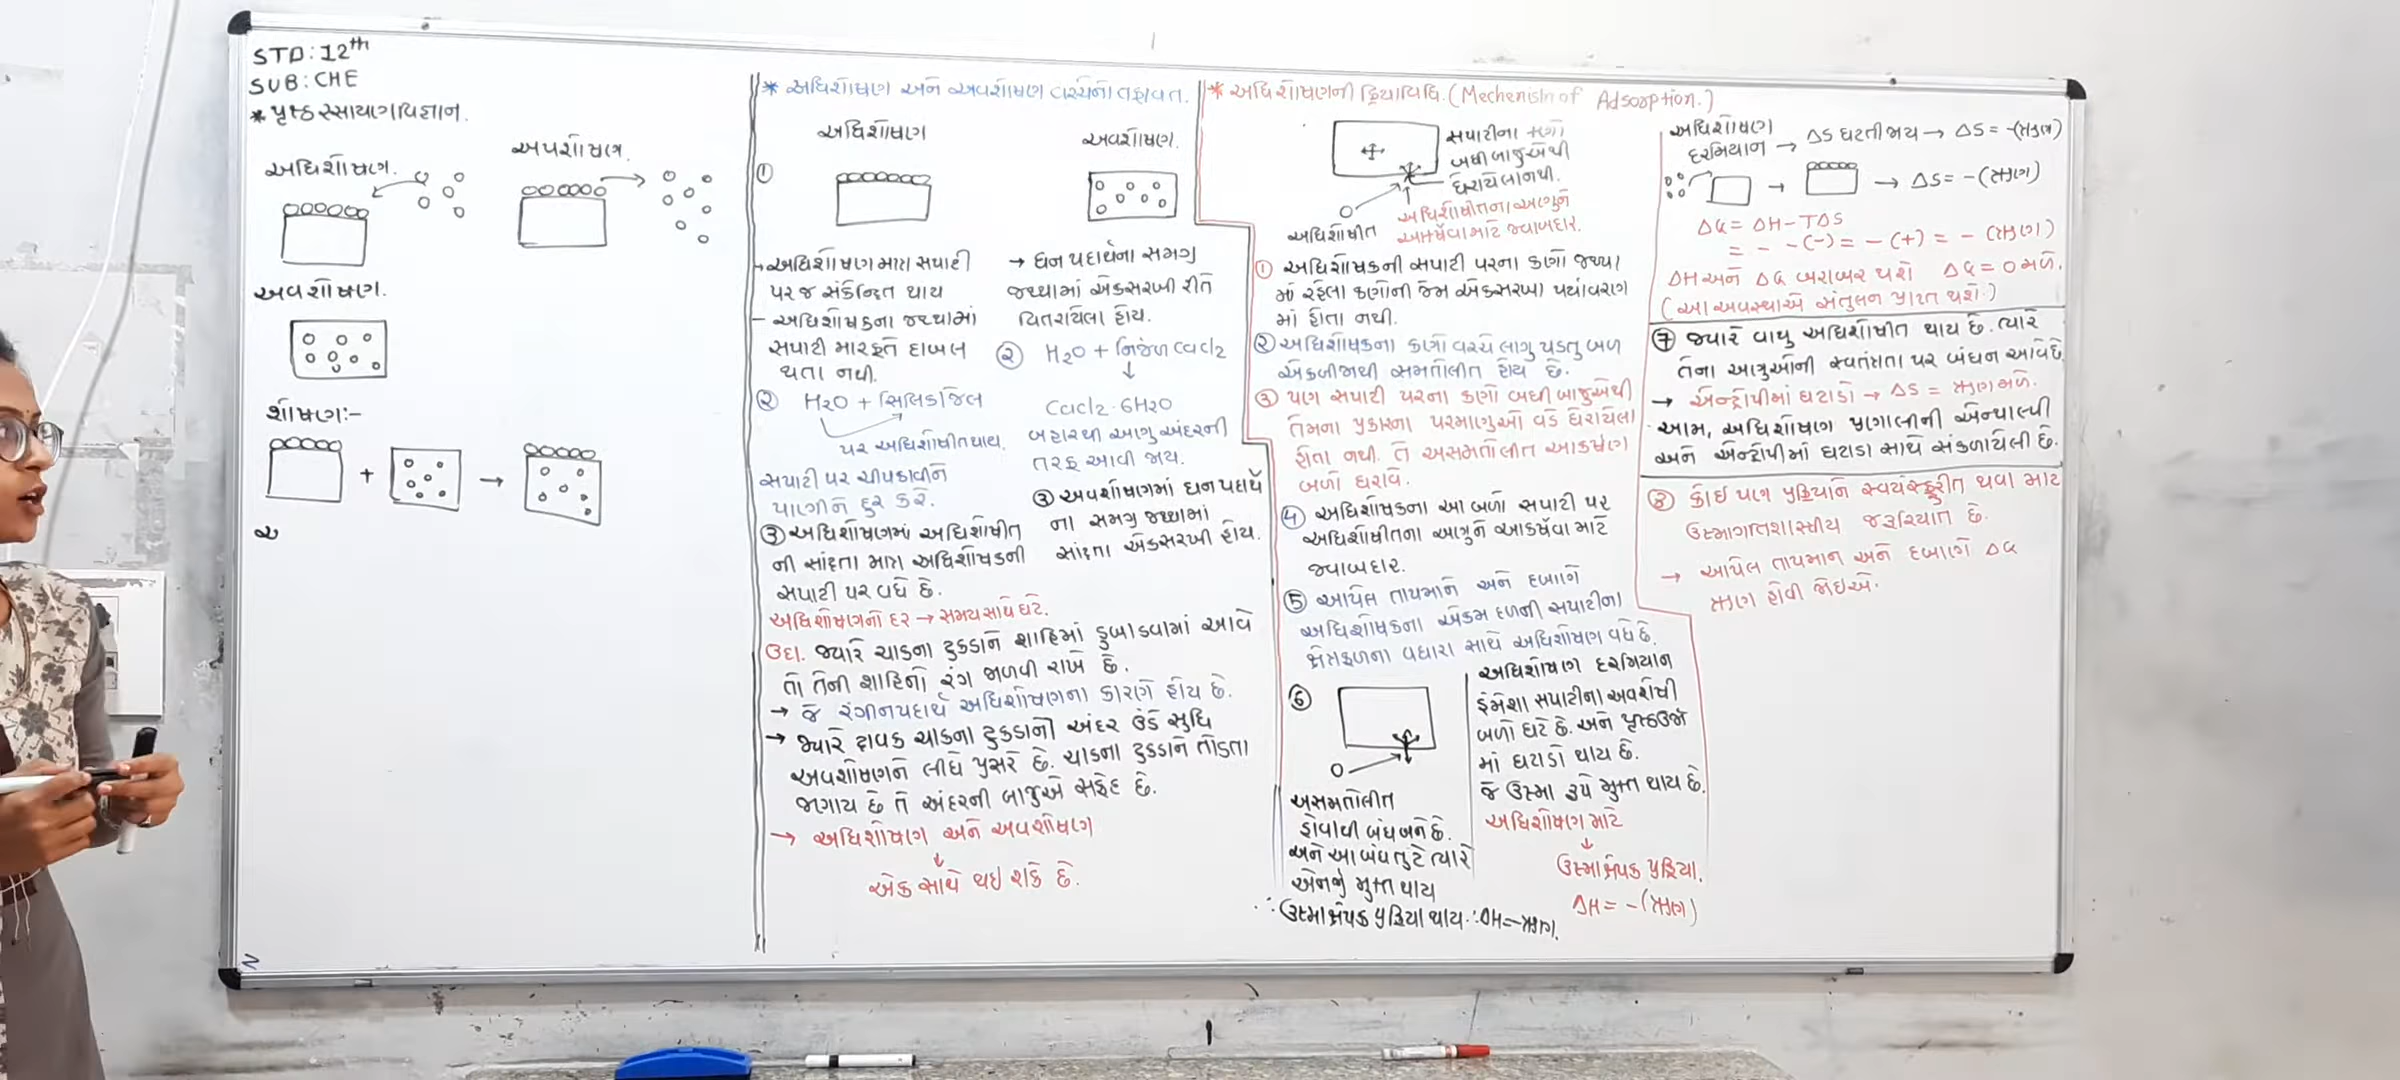 STD: 12th
SUB: CHE
* પૃષ્ઠ રસાયણવિજ્ઞાન.
અધિશોષણ.
અપશોષણ.
અવશોષણ.
શોષણ:-
+ →
* અધિશોષણ અને અવશોષણ વચ્ચેનો તફાવત.
અધિશોષણ
અવશોષણ.
①
→ અધિશોષણ માત્ર સપાટી
પર જ સંકેન્દ્રિત થાય
- અધિશોષકના જથ્થામાં
સપાટી મારફતે દાખલ
થતા નથી.
→ ઘન પદાર્થના સમગ્ર
જથ્થામાં એકસરખી રીતે
વિતરાયેલા હોય.
② H2O + સિલિકાજેલ
પર અધિશોષીત થાય.
સપાટી પર ચીપકાવીને
પાણીને દુર કરે.
② H2O + નિર્જળ CaCl2
↓
CaCl2·6H2O
બહારથી અણુ અંદરની
તરફ આવી જાય.
③ અધિશોષણમાં અધિશોષીત
ની સાંદ્રતા માત્ર અધિશોષકની
સપાટી પર વધે છે.
③ અવશોષણમાં ઘન પદાર્થ
ના સમગ્ર જથ્થામાં
સાંદ્રતા એકસરખી હોય.
અધિશોષણનો દર → સમય સાથે ઘટે.
ઉદા. જ્યારે ચાકના ટુકડાને શાહિમાં ડુબાડવામાં આવે
તો તેની શાહિનો રંગ જાળવી રાખે છે.
→ જે રંગીનપદાર્થ અધિશોષણના કારણે હોય છે.
→ જ્યારે દ્રાવક ચાકના ટુકડાની અંદર ઉંડે સુધિ
અવશોષણને લીધે પ્રસરે છે. ચાકના ટુકડાને તોડતા
જણાય છે તે અંદરની બાજુએ સફેદ છે.
→ અધિશોષણ અને અવશોષણ
↓
એક સાથે થઇ શકે છે.
* અધિશોષણની ક્રિયાવિધિ. (Mechenism of Adsorption.)
સપાટીના કણો
બધી બાજુએથી
ઘેરાયેલા નથી.
અધિશોષીત
અધિશોષીતના અણુને
આકર્ષવા માટે જવાબદાર.
① અધિશોષકની સપાટી પરના કણો જથ્થા
માં રહેલા કણોની જેમ એકસરખા પર્યાવરણ
માં હોતા નથી.
② અધિશોષકના કણો વચ્ચે લાગુ પડતુ બળ
એકબીજાથી સમતોલીત હોય છે.
③ પણ સપાટી પરના કણો બધી બાજુએથી
તેમના પ્રકારના પરમાણુઓ વડે ઘેરાયેલા
હોતા નથી. તે અસમતોલીત આકર્ષણ
બળો ધરાવે.
④ અધિશોષકના આ બળો સપાટી પર
અધિશોષીતના અણુને આકર્ષવા માટે
જવાબદાર.
⑤ આપેલ તાપમાને અને દબાણે
અધિશોષકના એકમ દળની સપાટીના
ક્ષેત્રફળના વધારા સાથે અધિશોષણ વધે છે.
⑥
અસમતોલીત
હોવાથી બંધ બને છે.
અને આ બંધ તુટે ત્યારે
એનર્જી મુક્ત થાય
∴ ઉષ્માક્ષેપક પ્રક્રિયા થાય ∴ ΔH = -ઋણ.
અધિશોષણ દરમિયાન
હંમેશા સપાટીના અવશેષી
બળો ઘટે છે. અને પૃષ્ઠઉર્જા
માં ઘટાડો થાય છે.
જે ઉષ્મા રૂપે મુક્ત થાય છે.
અધિશોષણ માટે
↓
ઉષ્માક્ષેપક પ્રક્રિયા.
ΔH = -(ઋણ)
અધિશોષણ
દરમિયાન → ΔS ઘટતી જાય → ΔS = -(ઋણ)
→ → ΔS = -(ઋણ)
ΔG = ΔH - TΔS
= - -(-) = -(+) = -(ઋણ)
ΔH અને ΔG બરાબર થશે ΔG = 0 મળે.
(આ અવસ્થાએ સંતુલન પ્રાપ્ત થશે.)
⑦ જ્યારે વાયુ અધિશોષીત થાય છે. ત્યારે
તેના અણુઓની સ્વતંત્રતા પર બંધન આવે છે.
→ એન્ટ્રોપીમાં ઘટાડો → ΔS = ઋણ મળે.
આમ, અધિશોષણ પ્રણાલીની એન્થાલ્પી
અને એન્ટ્રોપીમાં ઘટાડા સાથે સંકળાયેલી છે.
⑧ કોઇ પણ પ્રક્રિયાને સ્વયંસ્ફુરીત થવા માટે
ઉષ્માગતિશાસ્ત્રીય જરૂરિયાત છે.
→ આપેલ તાપમાન અને દબાણે ΔG
ઋણ હોવી જોઇએ.